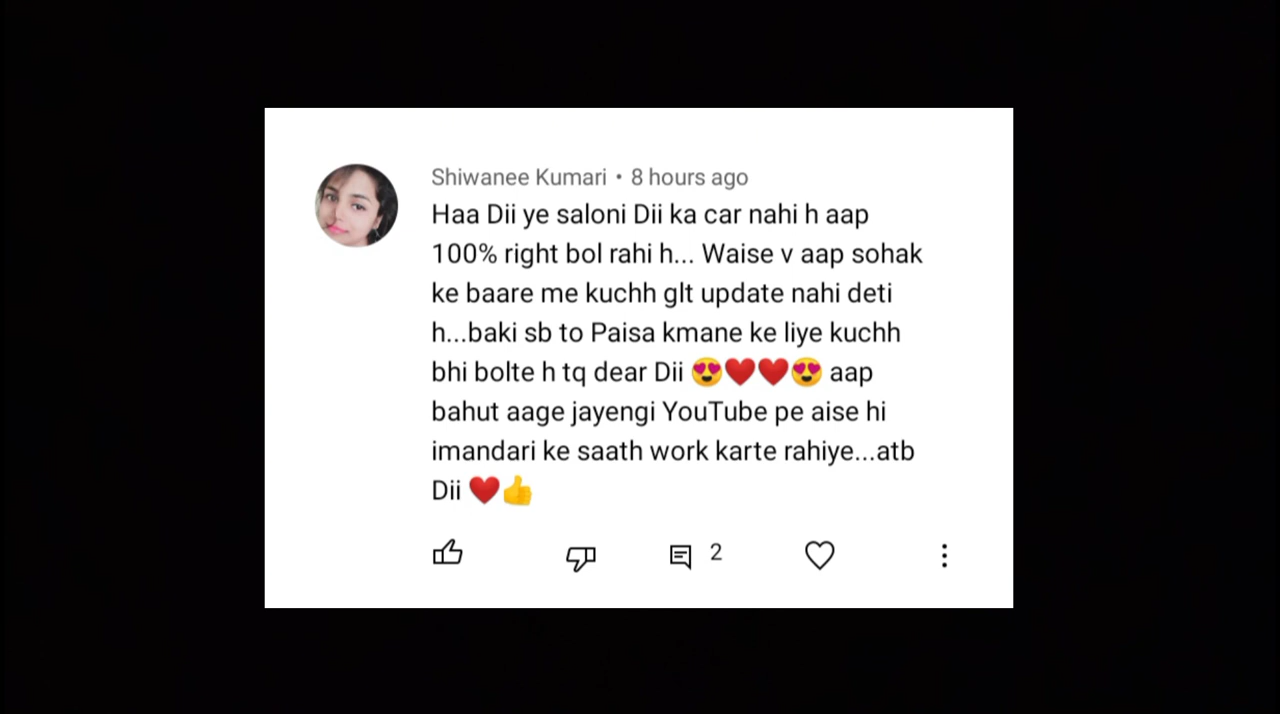 Shiwanee Kumari • 8 hours ago
Haa Dii ye saloni Dii ka car nahi h aap
100% right bol rahi h... Waise v aap sohak
ke baare me kuchh glt update nahi deti
h...baki sb to Paisa kmane ke liye kuchh
bhi bolte h tq dear Dii 😍❤️❤️😍 aap
bahut aage jayengi YouTube pe aise hi
imandari ke saath work karte rahiye...atb
Dii ❤️👍
2